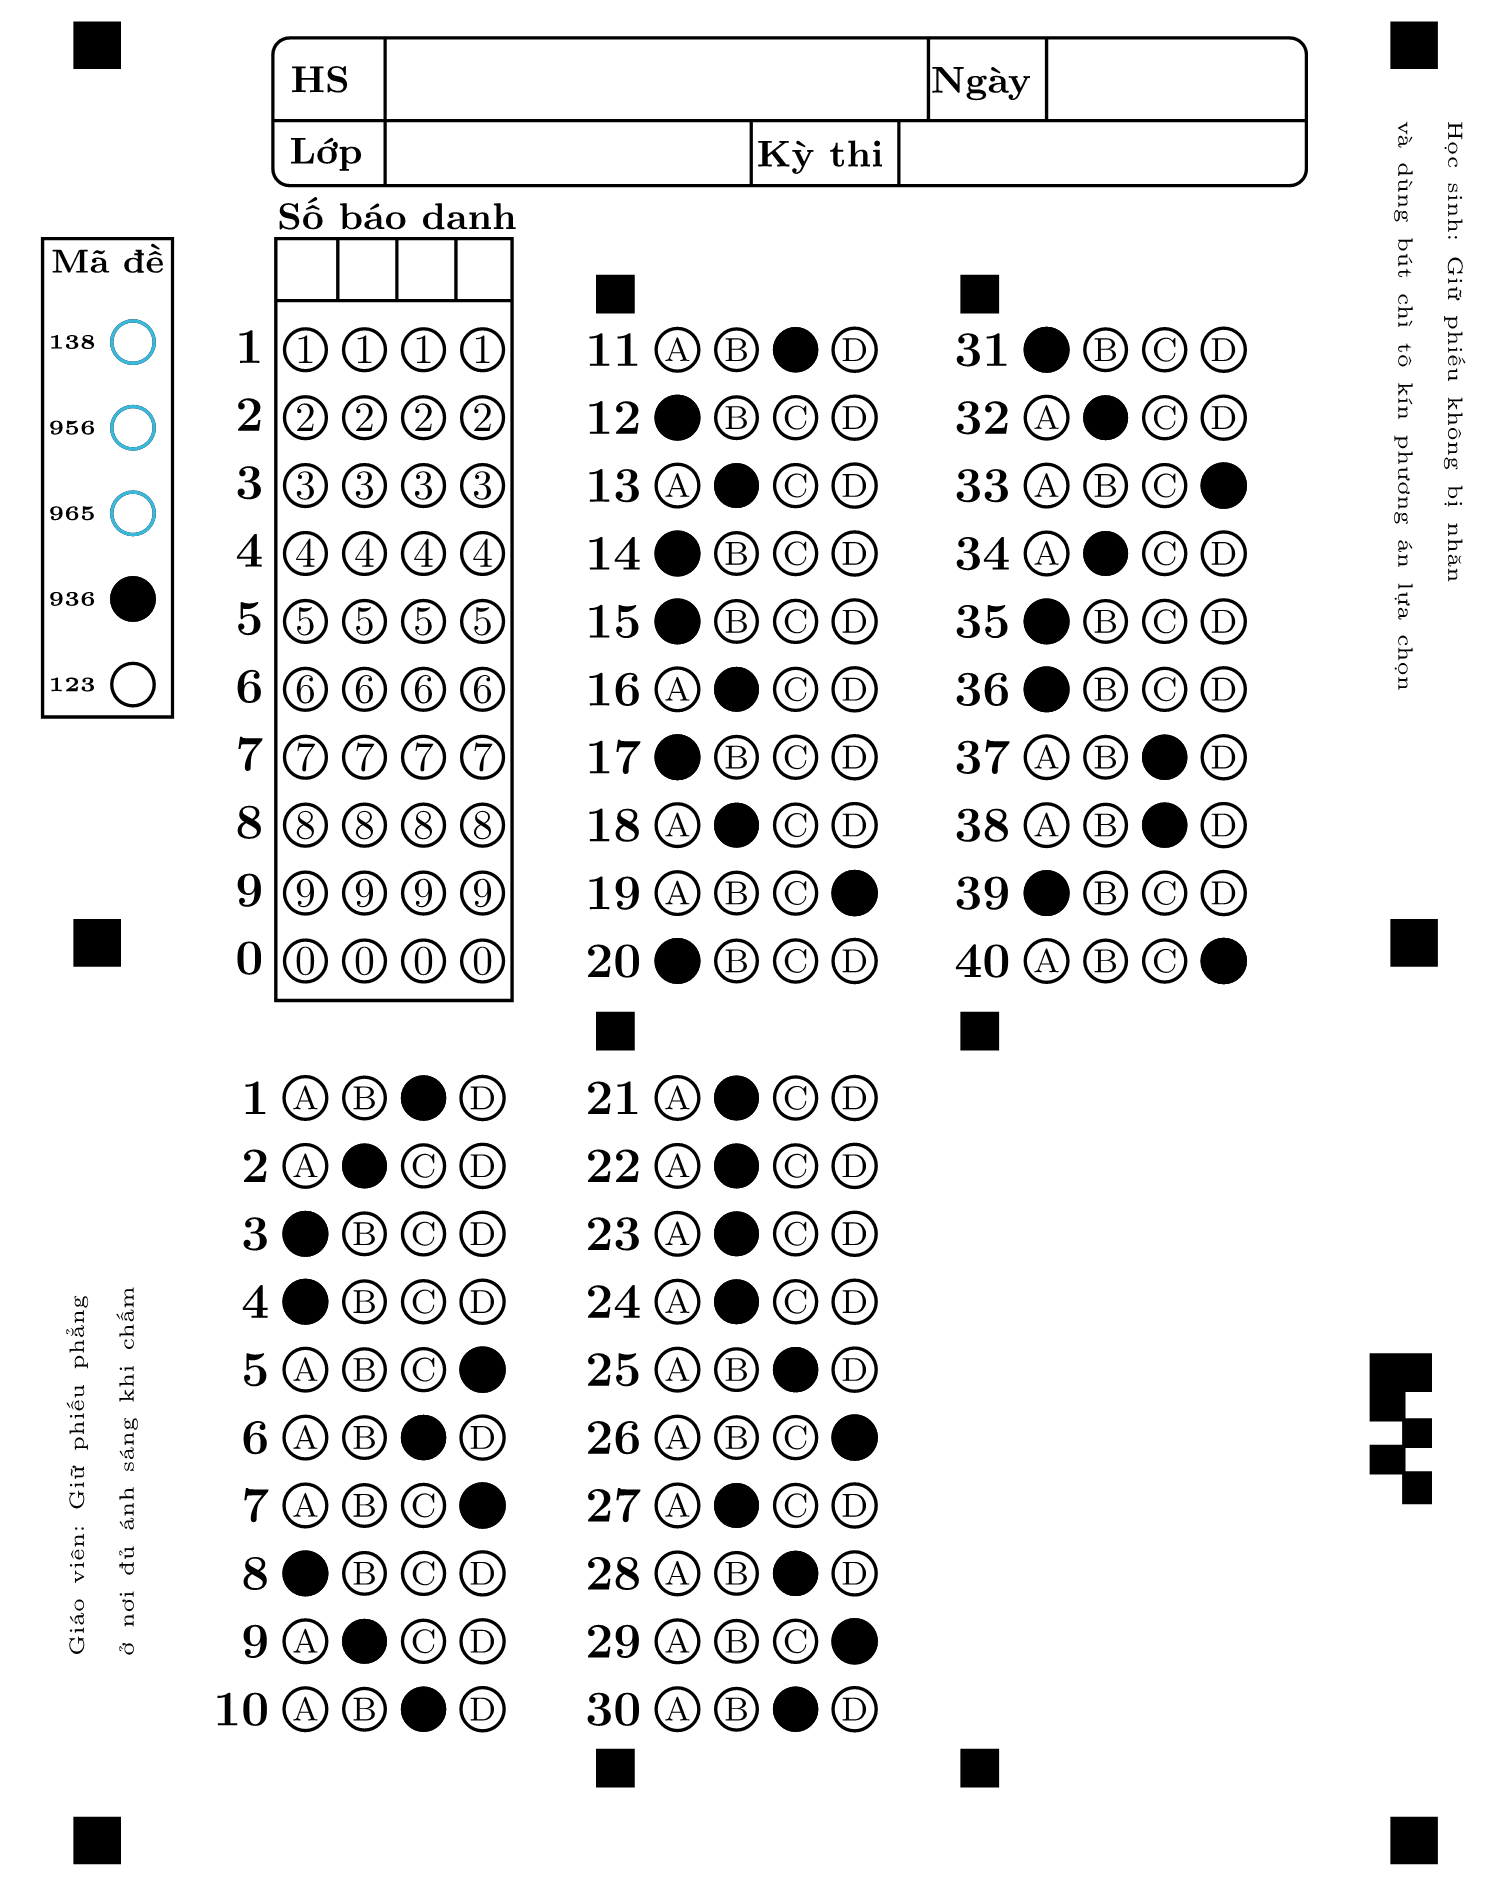 HS
Ngày
Lớp
Kỳ thi
Số báo danh
Mã đề
138
956
965
936
123
1 1 1 1 1
2 2 2 2 2
3 3 3 3 3
4 4 4 4 4
5 5 5 5 5
6 6 6 6 6
7 7 7 7 7
8 8 8 8 8
9 9 9 9 9
0 0 0 0 0
11 A B D
12 B C D
13 A C D
14 B C D
15 B C D
16 A C D
17 B C D
18 A C D
19 A B C
20 B C D
31 B C D
32 A C D
33 A B C
34 A C D
35 B C D
36 B C D
37 A B D
38 A B D
39 B C D
40 A B C
1 A B D
2 A C D
3 B C D
4 B C D
5 A B C
6 A B D
7 A B C
8 B C D
9 A C D
10 A B D
21 A C D
22 A C D
23 A C D
24 A C D
25 A B D
26 A B C
27 A C D
28 A B D
29 A B C
30 A B D
Học sinh: Giữ phiếu không bị nhăn
và dùng bút chì tô kín phương án lựa chọn
Giáo viên: Giữ phiếu phẳng
ở nơi đủ ánh sáng khi chấm